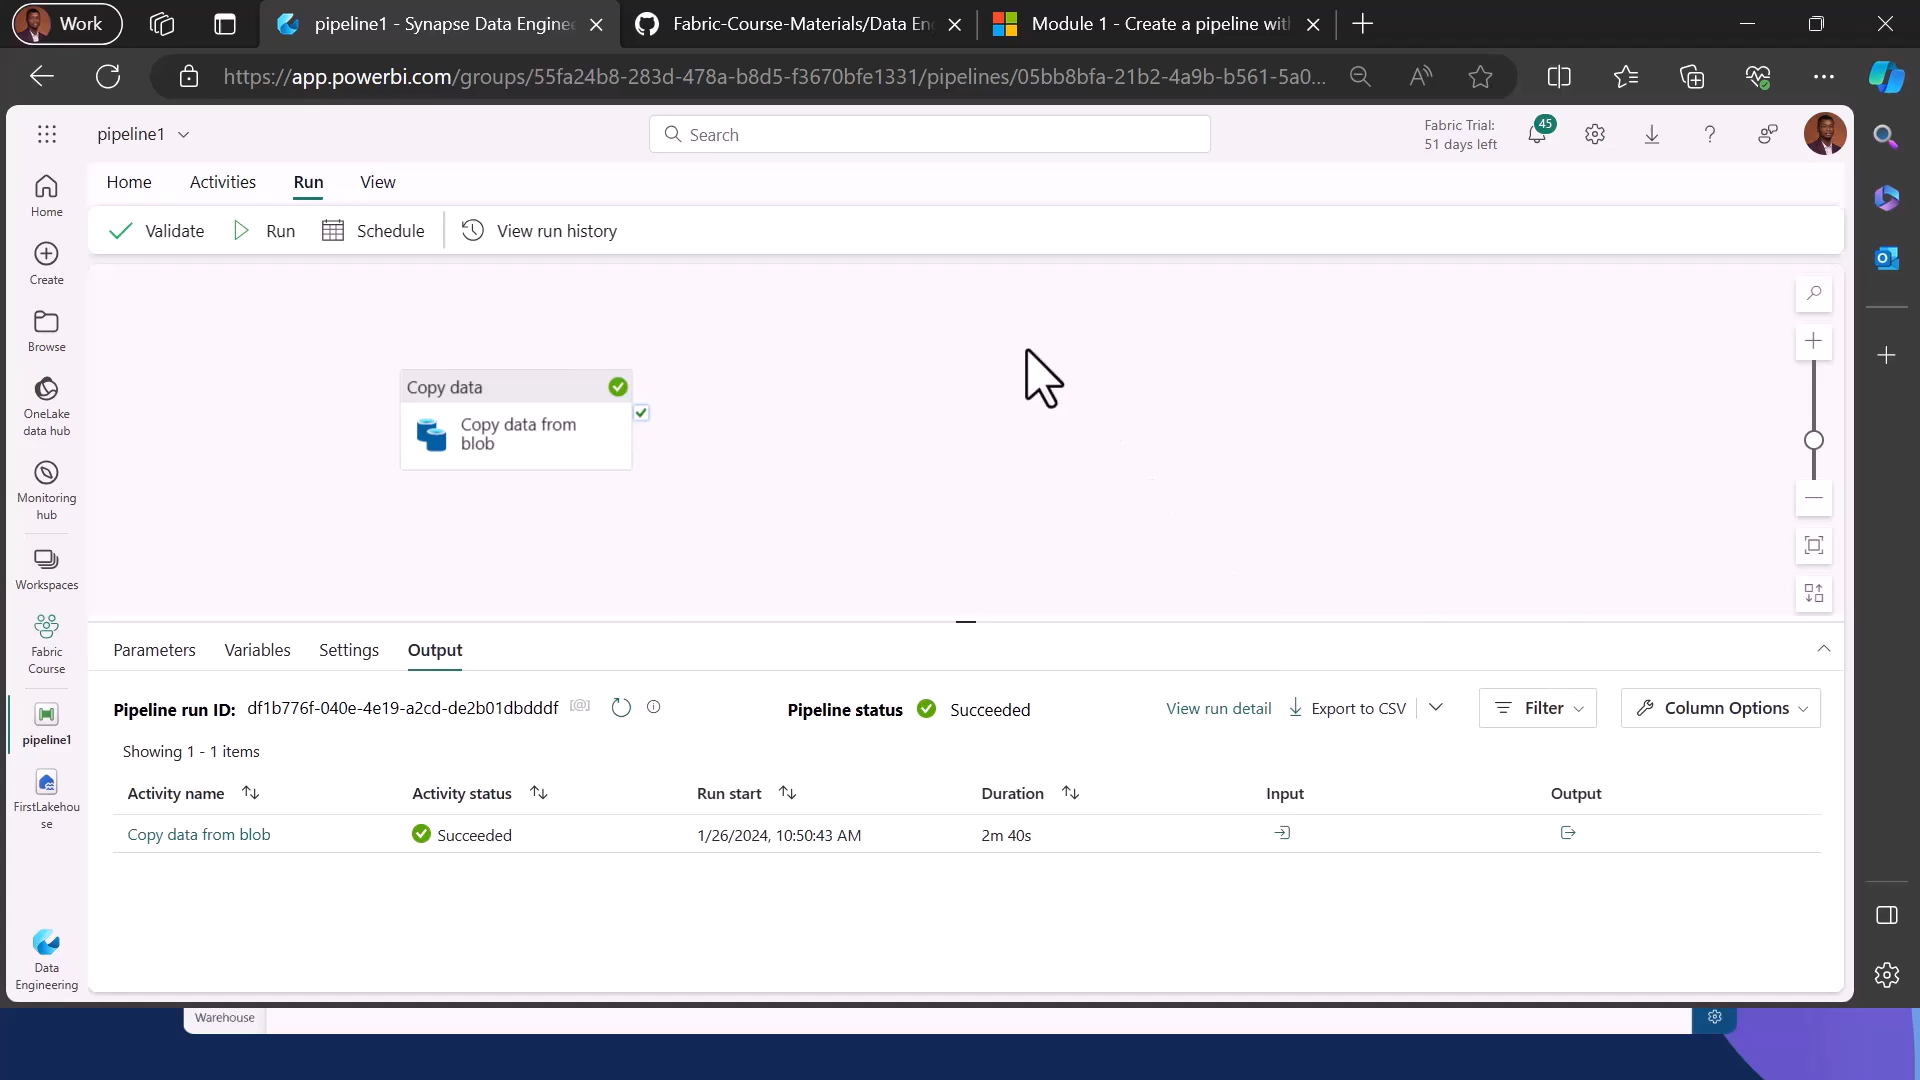 Work
pipeline1 - Synapse Data Enginee
Fabric-Course-Materials/Data En
Module 1 - Create a pipeline with
https://app.powerbi.com/groups/55fa24b8-283d-478a-b8d5-f3670bfe1331/pipelines/05bb8bfa-21b2-4a9b-b561-5a0...
pipeline1
Search
Fabric Trial:
51 days left
45
Home
Activities
Run
View
Validate
Run
Schedule
View run history
Home
Create
Browse
OneLake
data hub
Monitoring
hub
Workspaces
Fabric
Course
pipeline1
FirstLakehou
se
Data
Engineering
Copy data
Copy data from
blob
Parameters
Variables
Settings
Output
Pipeline run ID: df1b776f-040e-4e19-a2cd-de2b01dbdddf
Pipeline status
Succeeded
View run detail
Export to CSV
Filter
Column Options
Showing 1 - 1 items
Activity name
Activity status
Run start
Duration
Input
Output
Copy data from blob
Succeeded
1/26/2024, 10:50:43 AM
2m 40s
Warehouse